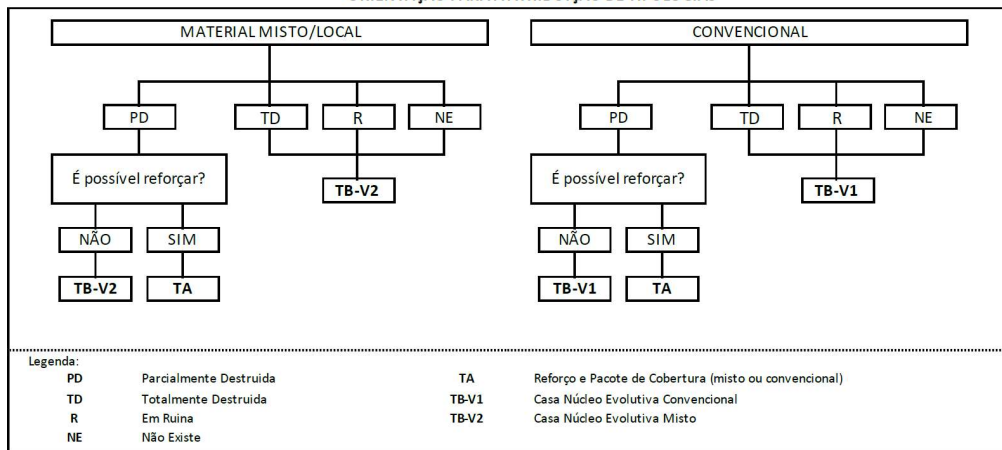 MATERIAL MISTO/LOCAL
CONVENCIONAL
PD TD R NE
PD TD R NE
É possível reforçar?
TB-V2
É possível reforçar?
TB-V1
NÃO SIM
NÃO SIM
TB-V2 TA
TB-V1 TA
Legenda:
PD Parcialmente Destruida
TD Totalmente Destruida
R Em Ruina
NE Não Existe
TA Reforço e Pacote de Cobertura (misto ou convencional)
TB-V1 Casa Núcleo Evolutiva Convencional
TB-V2 Casa Núcleo Evolutiva Misto